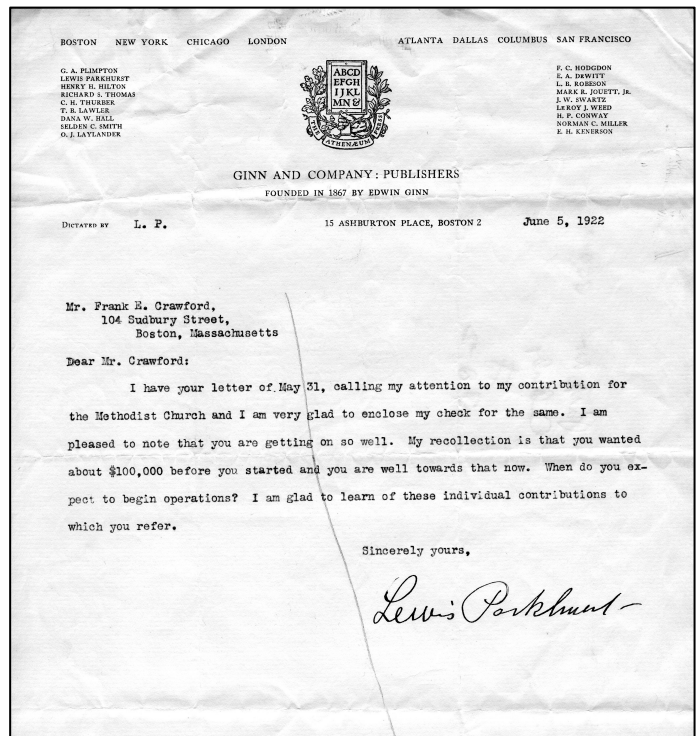 BOSTON NEW YORK CHICAGO LONDON
ATLANTA DALLAS COLUMBUS SAN FRANCISCO
G. A. PLIMPTON
LEWIS PARKHURST
HENRY H. HILTON
RICHARD S. THOMAS
C. H. THURBER
T. B. LAWLER
DANA W. HALL
SELDEN C. SMITH
O. J. LAYLANDER
ABCD
EFGH
IJKL
MN&
THE ATHENÆUM PRESS
F. C. HODGDON
E. A. DEWITT
L. B. ROBESON
MARK R. JOUETT, JR.
J. W. SWARTZ
LEROY J. WEED
H. P. CONWAY
NORMAN C. MILLER
E. H. KENERSON
GINN AND COMPANY: PUBLISHERS
FOUNDED IN 1867 BY EDWIN GINN
DICTATED BY L. P.
15 ASHBURTON PLACE, BOSTON 2
June 5, 1922
Mr. Frank E. Crawford,
104 Sudbury Street,
Boston, Massachusetts
Dear Mr. Crawford:
I have your letter of May 31, calling my attention to my contribution for
the Methodist Church and I am very glad to enclose my check for the same. I am
pleased to note that you are getting on so well. My recollection is that you wanted
about $100,000 before you started and you are well towards that now. When do you ex-
pect to begin operations? I am glad to learn of these individual contributions to
which you refer.
Sincerely yours,
Lewis Parkhurst